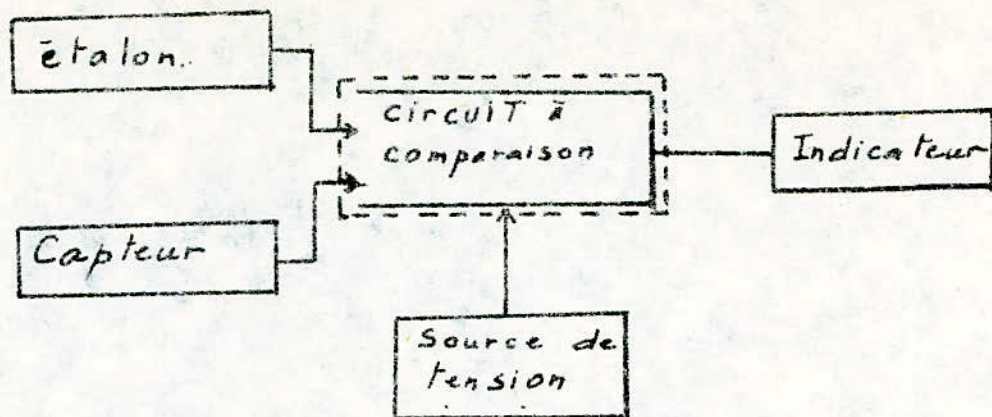 étalon.
circuiT à
comparaison
Indicateur
Capteur
Source de
tension